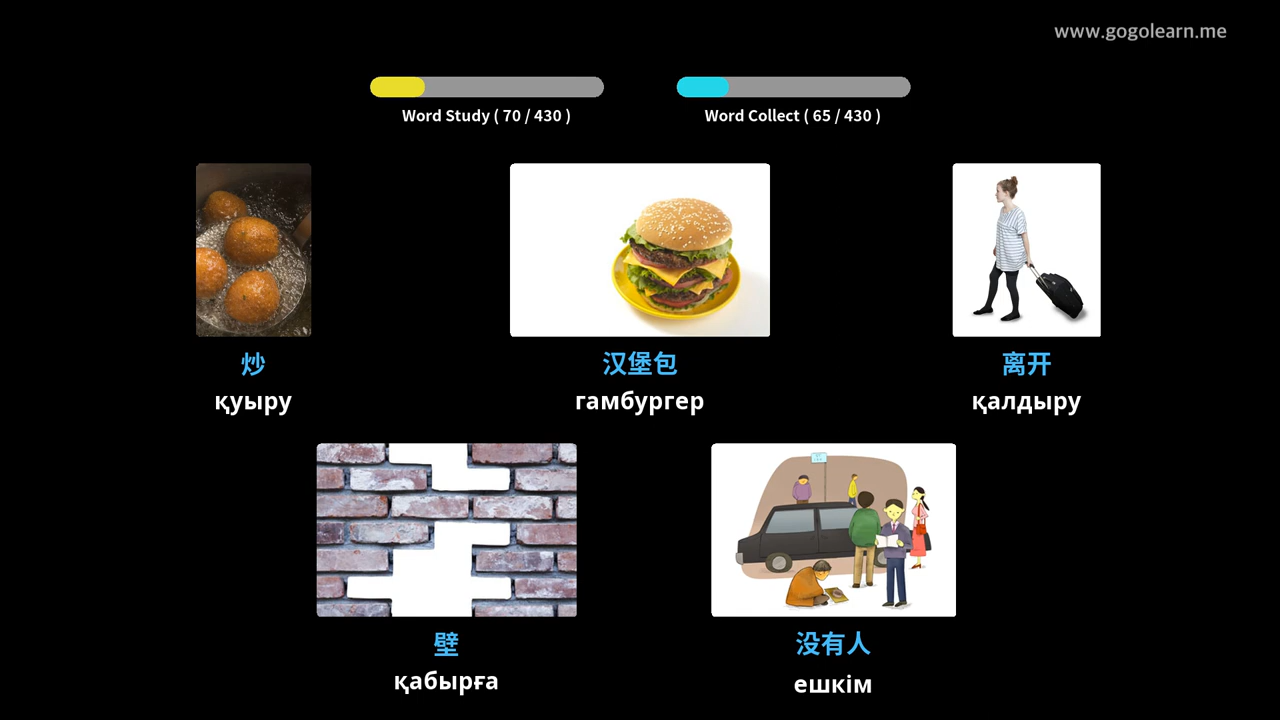 www.gogolearn.me
Word Study ( 70 / 430 )
Word Collect ( 65 / 430 )
炒
қуыру
汉堡包
гамбургер
离开
қалдыру
壁
қабырға
没有人
ешкім